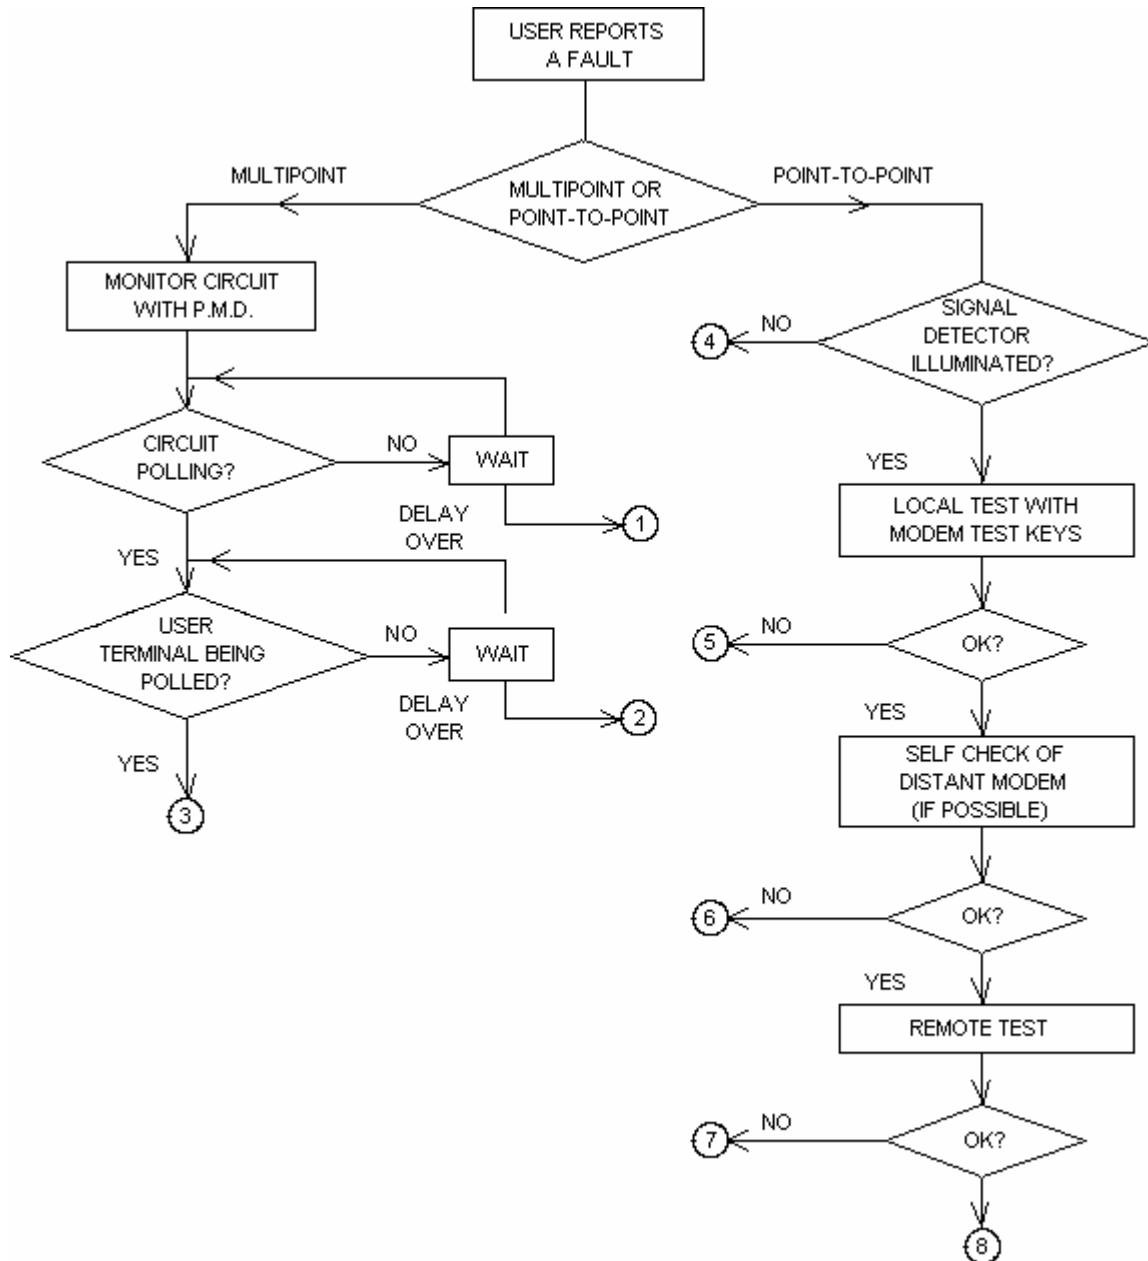 USER REPORTS
A FAULT
MULTIPOINT
MULTIPOINT OR
POINT-TO-POINT
POINT-TO-POINT
MONITOR CIRCUIT
WITH P.M.D.
SIGNAL
DETECTOR
ILLUMINATED?
NO
4
CIRCUIT
POLLING?
NO
WAIT
DELAY
OVER
1
YES
YES
LOCAL TEST WITH
MODEM TEST KEYS
USER
TERMINAL BEING
POLLED?
NO
WAIT
DELAY
OVER
2
YES
3
OK?
NO
5
YES
SELF CHECK OF
DISTANT MODEM
(IF POSSIBLE)
OK?
NO
6
YES
REMOTE TEST
OK?
NO
7
8